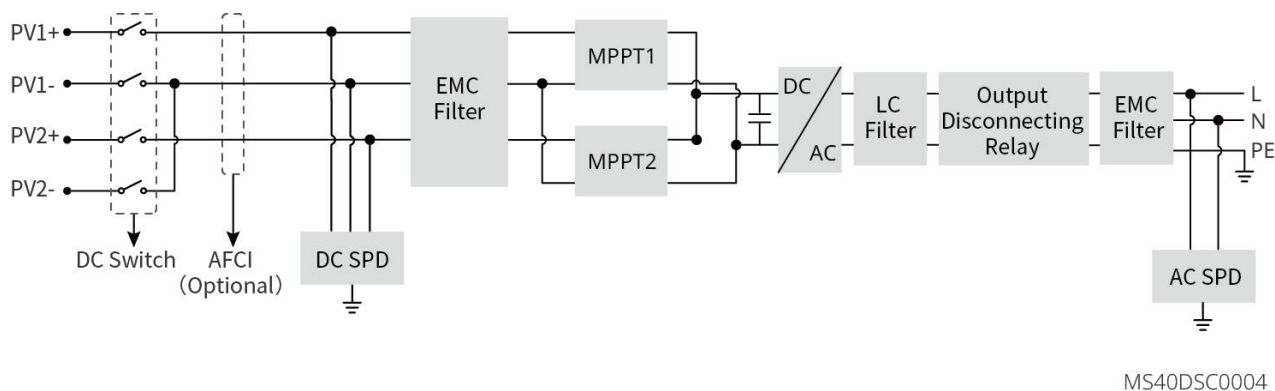 PV1+
PV1-
PV2+
PV2-
DC Switch
AFCI
（Optional）
DC SPD
EMC
Filter
MPPT1
MPPT2
DC
AC
LC
Filter
Output
Disconnecting
Relay
EMC
Filter
L
N
PE
AC SPD
MS40DSC0004